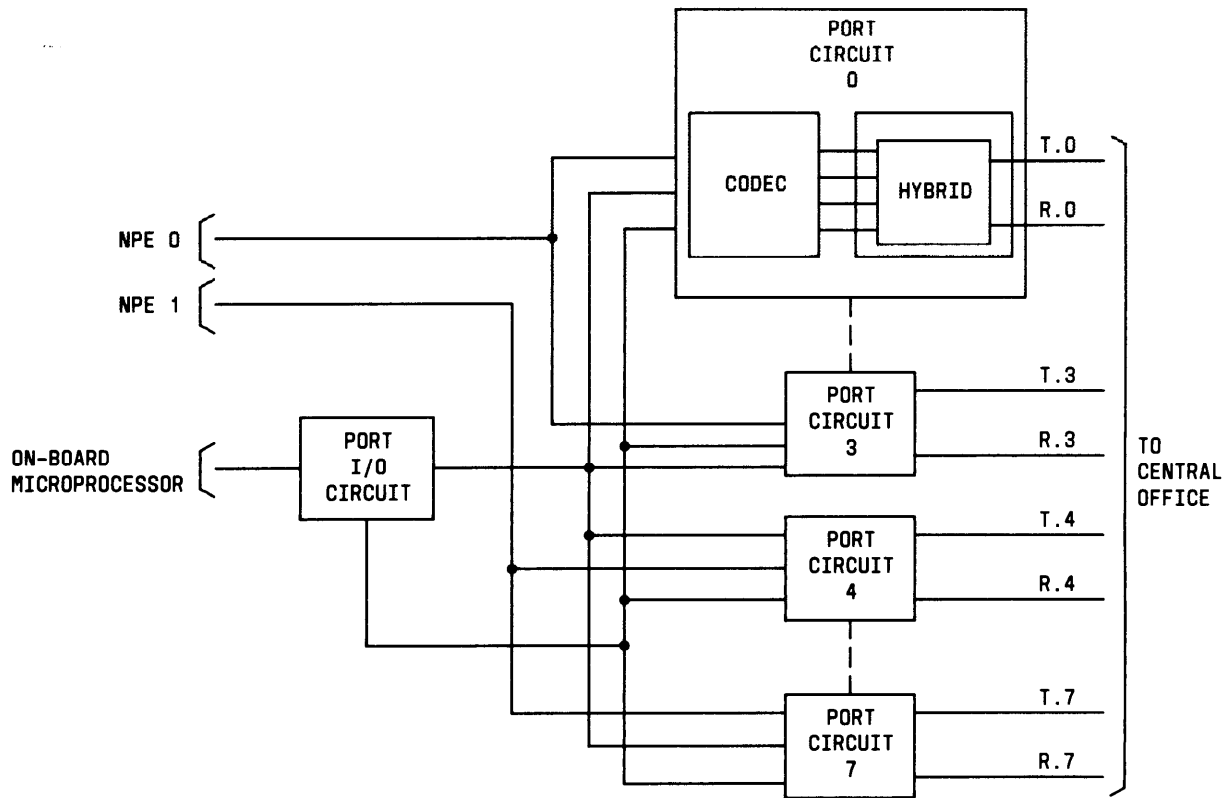 PORT
CIRCUIT
0
CODEC
HYBRID
T.0
R.0
NPE 0
NPE 1
PORT
CIRCUIT
3
T.3
R.3
ON-BOARD
MICROPROCESSOR
PORT
I/O
CIRCUIT
TO
CENTRAL
OFFICE
PORT
CIRCUIT
4
T.4
R.4
PORT
CIRCUIT
7
T.7
R.7